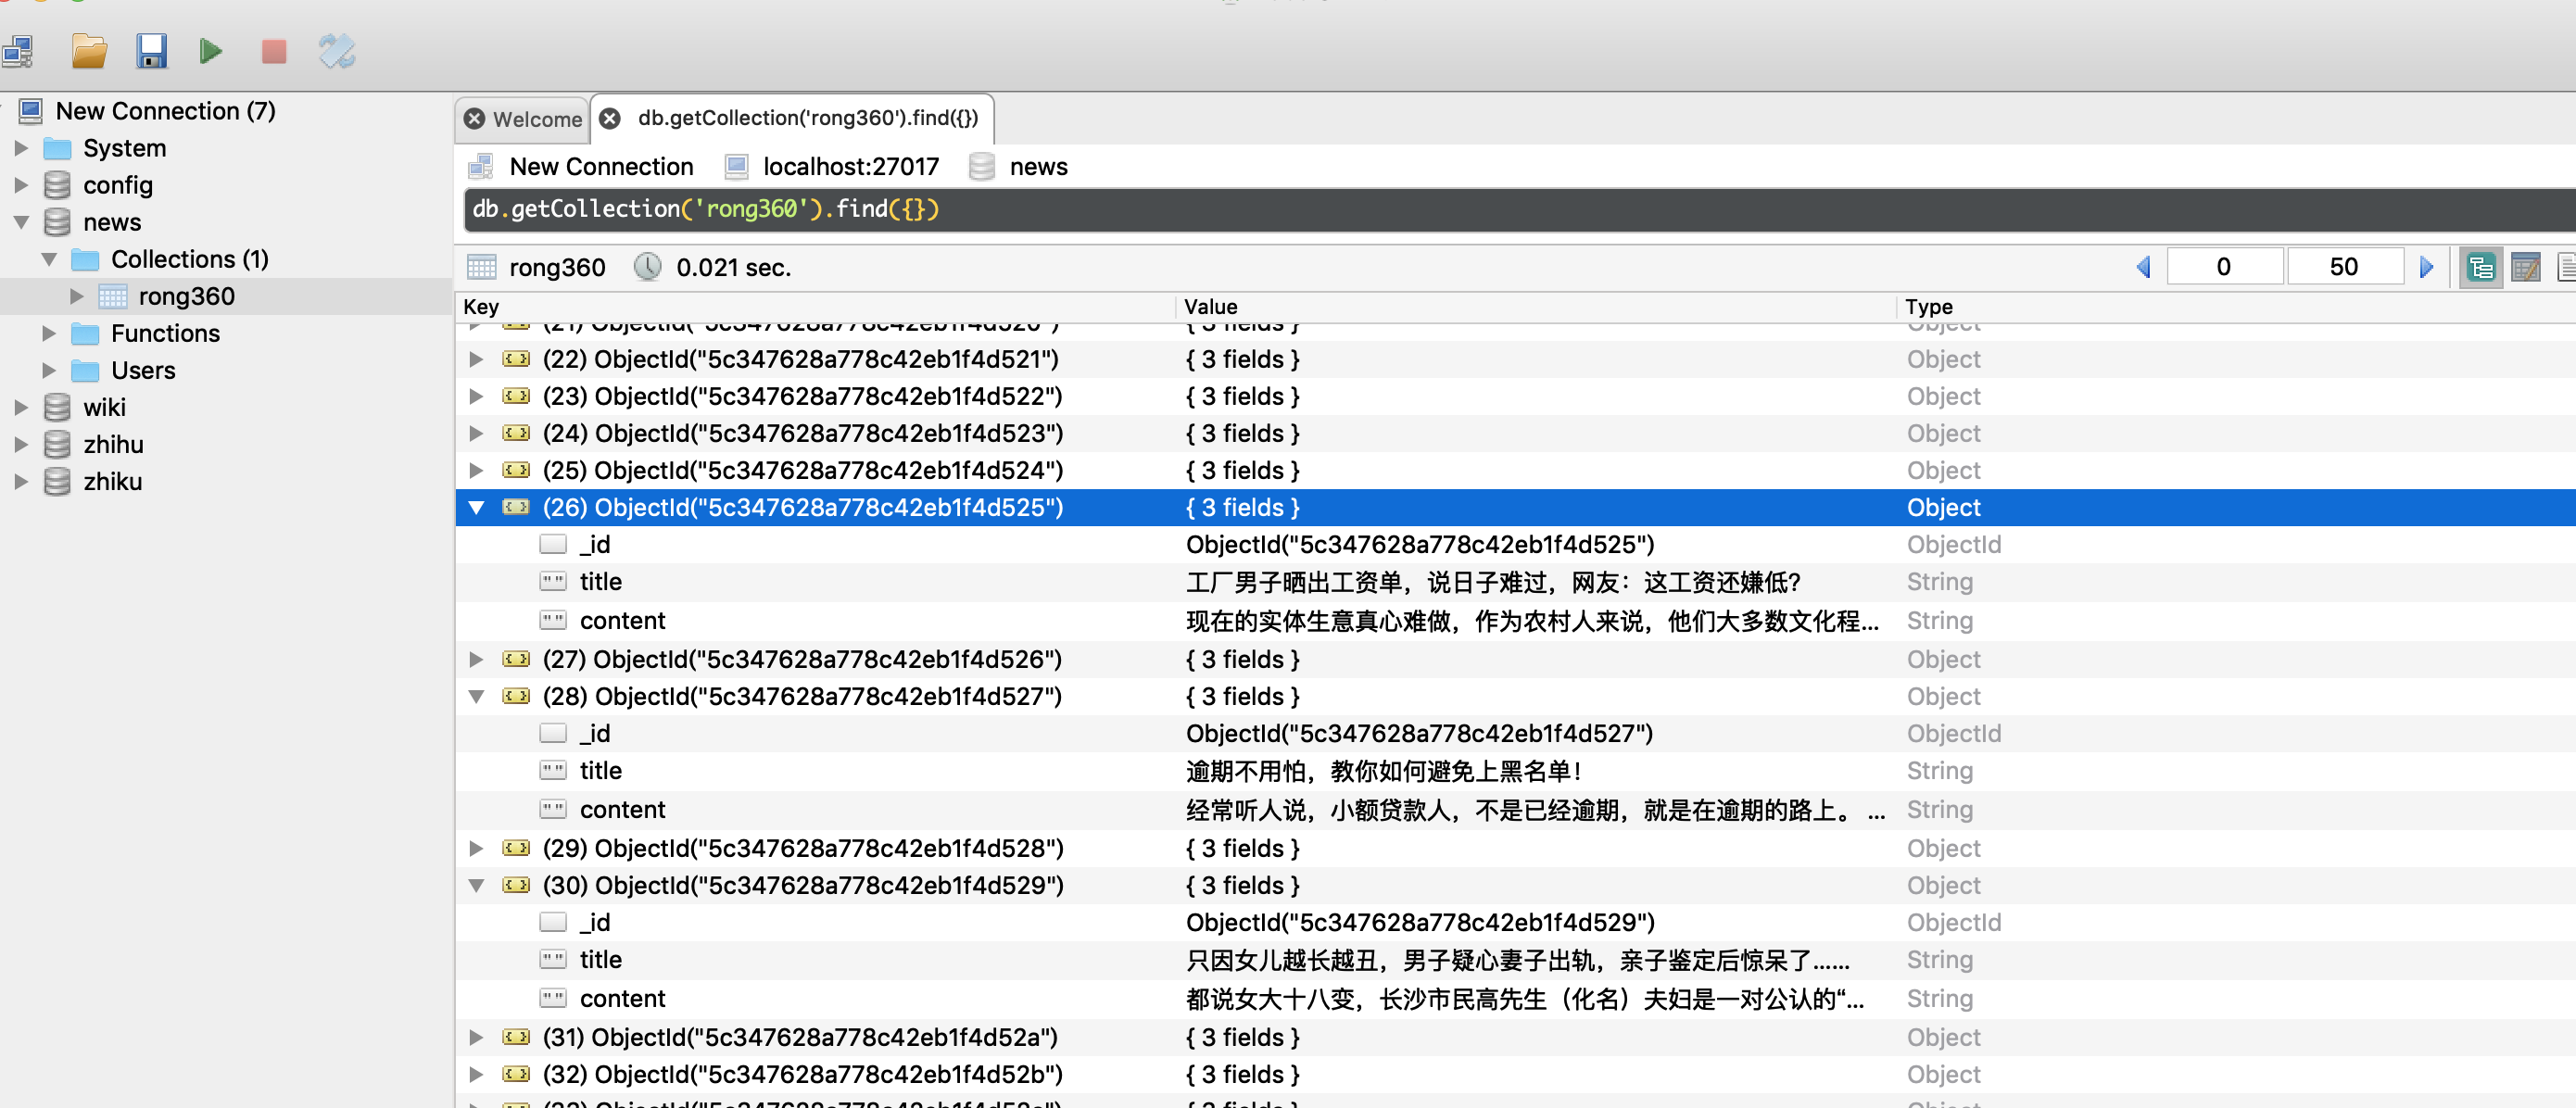 New Connection (7)
System
config
news
Collections (1)
rong360
Functions
Users
wiki
zhihu
zhiku
Welcome
db.getCollection('rong360').find({})
New Connection localhost:27017 news
db.getCollection('rong360').find({})
rong360 0.021 sec. 0 50
Key Value Type
(21) ObjectId("5c347628a778c42eb1f4d520") { 3 fields } Object
(22) ObjectId("5c347628a778c42eb1f4d521") { 3 fields } Object
(23) ObjectId("5c347628a778c42eb1f4d522") { 3 fields } Object
(24) ObjectId("5c347628a778c42eb1f4d523") { 3 fields } Object
(25) ObjectId("5c347628a778c42eb1f4d524") { 3 fields } Object
(26) ObjectId("5c347628a778c42eb1f4d525") { 3 fields } Object
_id ObjectId("5c347628a778c42eb1f4d525") ObjectId
title 工厂男子晒出工资单，说日子难过，网友：这工资还嫌低？ String
content 现在的实体生意真心难做，作为农村人来说，他们大多数文化程... String
(27) ObjectId("5c347628a778c42eb1f4d526") { 3 fields } Object
(28) ObjectId("5c347628a778c42eb1f4d527") { 3 fields } Object
_id ObjectId("5c347628a778c42eb1f4d527") ObjectId
title 逾期不用怕，教你如何避免上黑名单！ String
content 经常听人说，小额贷款人，不是已经逾期，就是在逾期的路上。 ... String
(29) ObjectId("5c347628a778c42eb1f4d528") { 3 fields } Object
(30) ObjectId("5c347628a778c42eb1f4d529") { 3 fields } Object
_id ObjectId("5c347628a778c42eb1f4d529") ObjectId
title 只因女儿越长越丑，男子疑心妻子出轨，亲子鉴定后惊呆了…… String
content 都说女大十八变，长沙市民高先生（化名）夫妇是一对公认的“... String
(31) ObjectId("5c347628a778c42eb1f4d52a") { 3 fields } Object
(32) ObjectId("5c347628a778c42eb1f4d52b") { 3 fields } Object